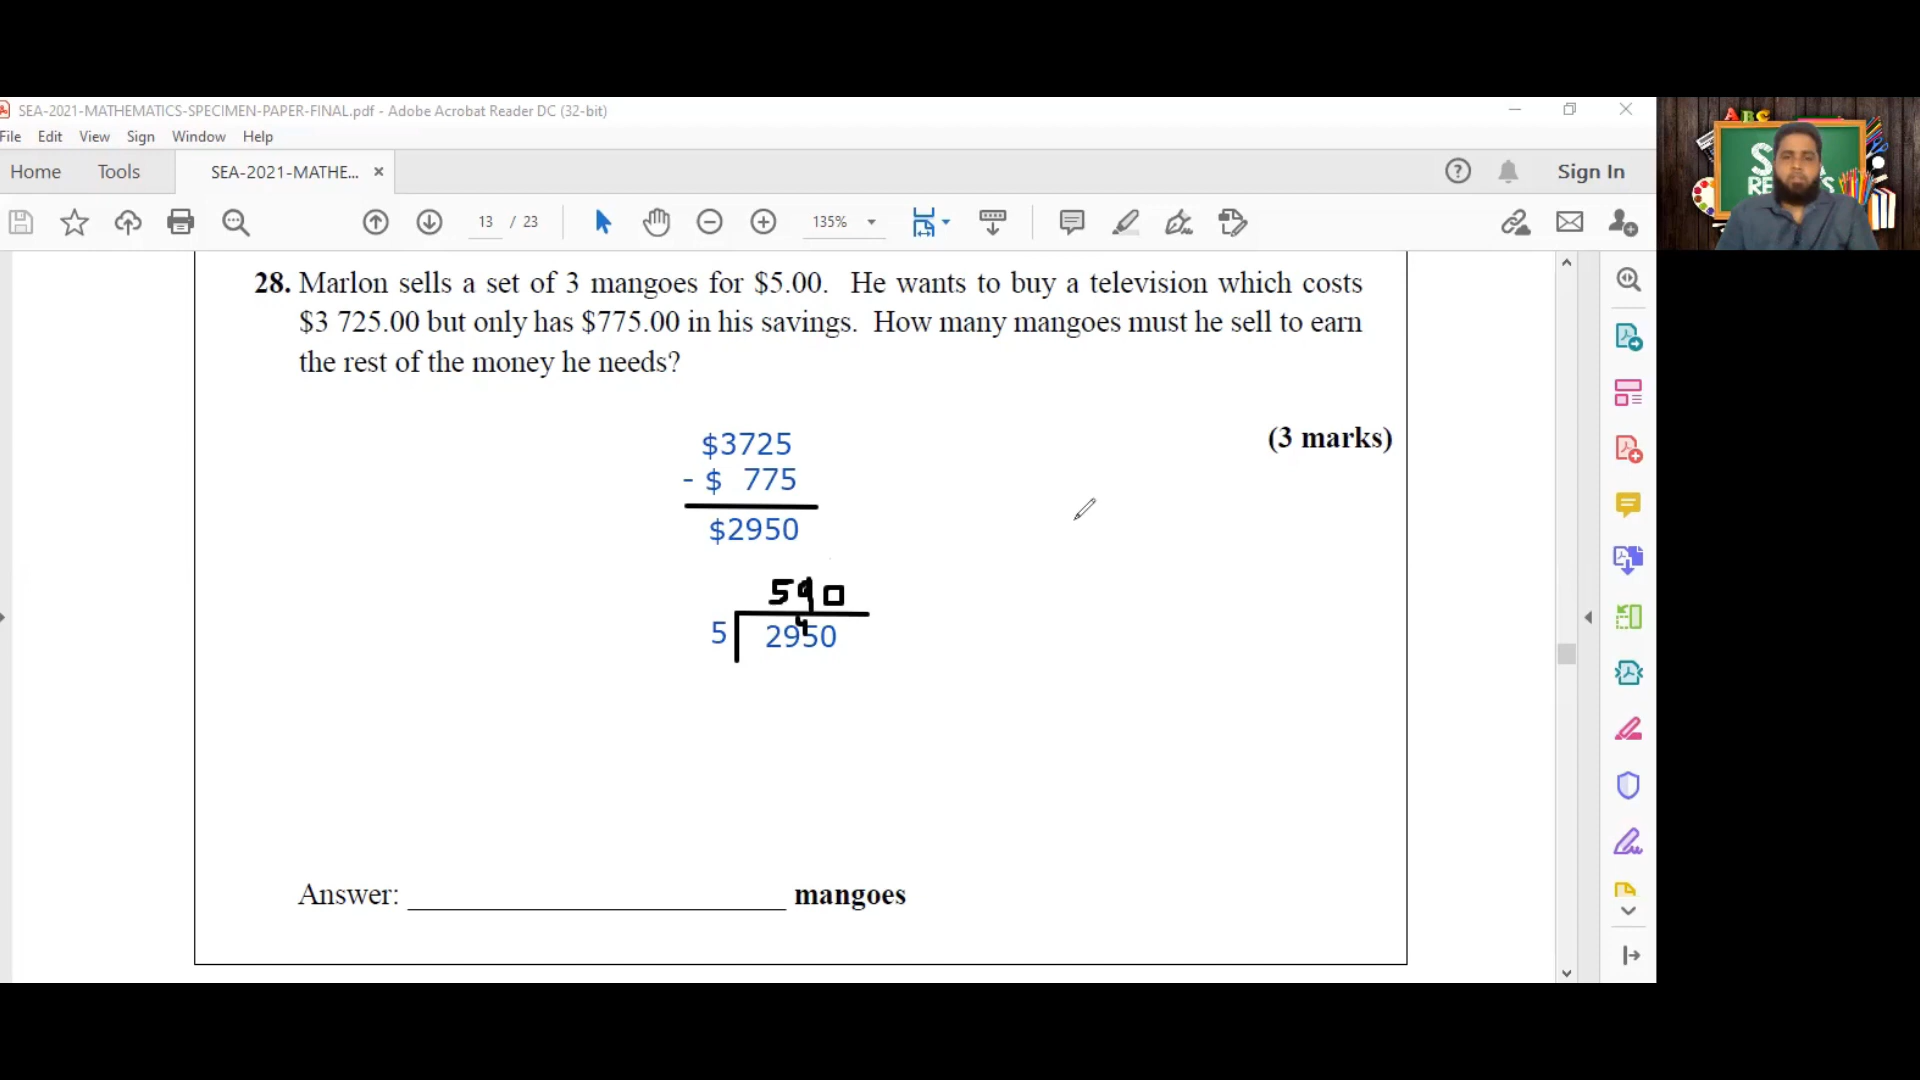 SEA-2021-MATHEMATICS-SPECIMEN-PAPER-FINAL.pdf - Adobe Acrobat Reader DC (32-bit)
File Edit View Sign Window Help
Home Tools SEA-2021-MATHE... × Sign In
13 / 23 135%
28. Marlon sells a set of 3 mangoes for $5.00. He wants to buy a television which costs
$3 725.00 but only has $775.00 in his savings. How many mangoes must he sell to earn
the rest of the money he needs?
(3 marks)
$3725
- $ 775
$2950
590
4
5 2950
Answer: ____________________ mangoes
ABC